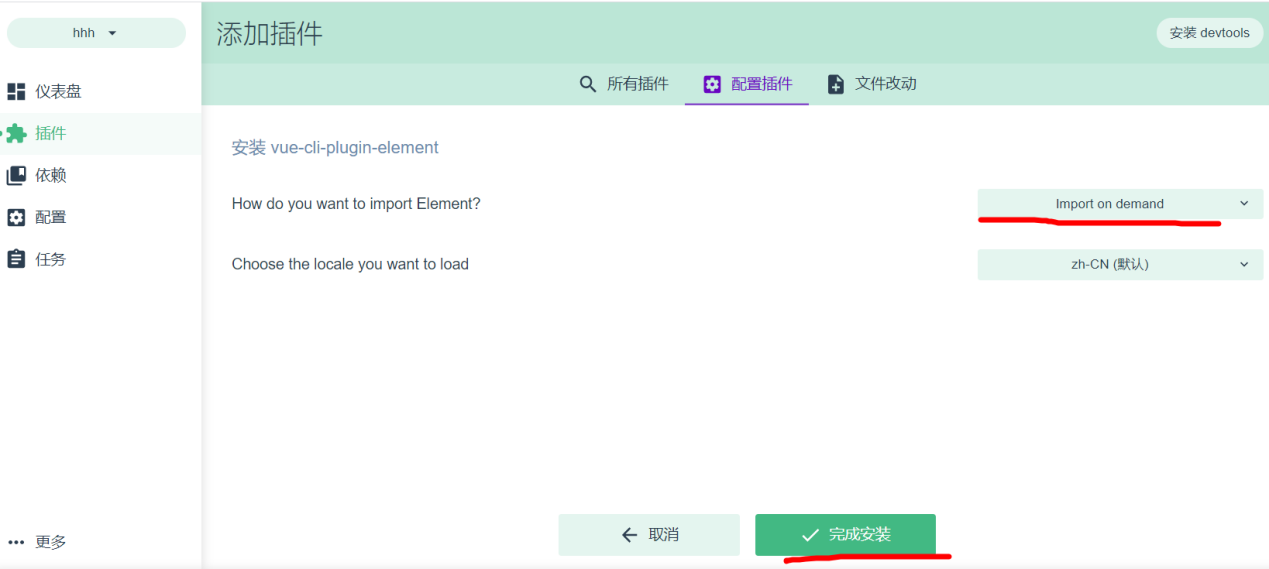 hhh
添加插件
安装 devtools
所有插件
配置插件
文件改动
仪表盘
插件
依赖
配置
任务
安装 vue-cli-plugin-element
How do you want to import Element?
Import on demand
Choose the locale you want to load
zh-CN (默认)
更多
取消
完成安装